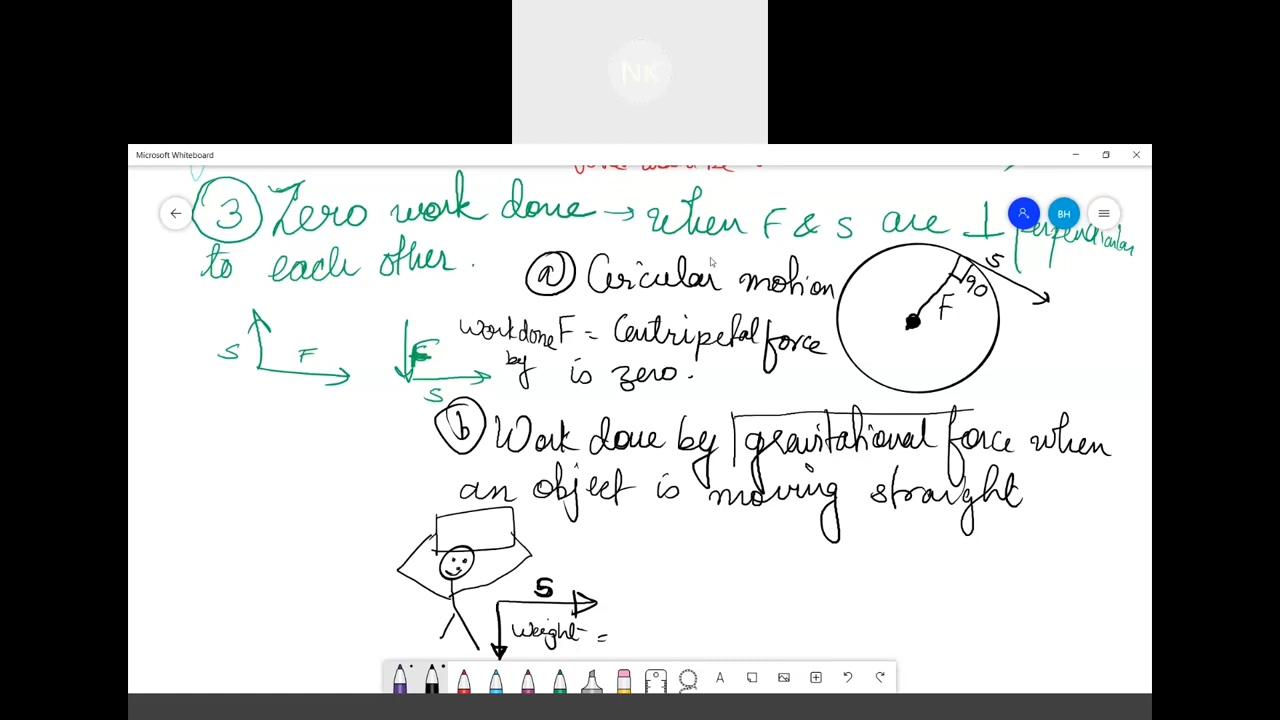 NK
Microsoft Whiteboard
3 Zero work done → when F & S are ⊥ perpendicular
BH
to each other.
a Circular motion
S
90
F
work done by F = Centripetal force
is zero.
S F
F
S
b Work done by gravitational force when
an object is moving straight
S
Weight =
A